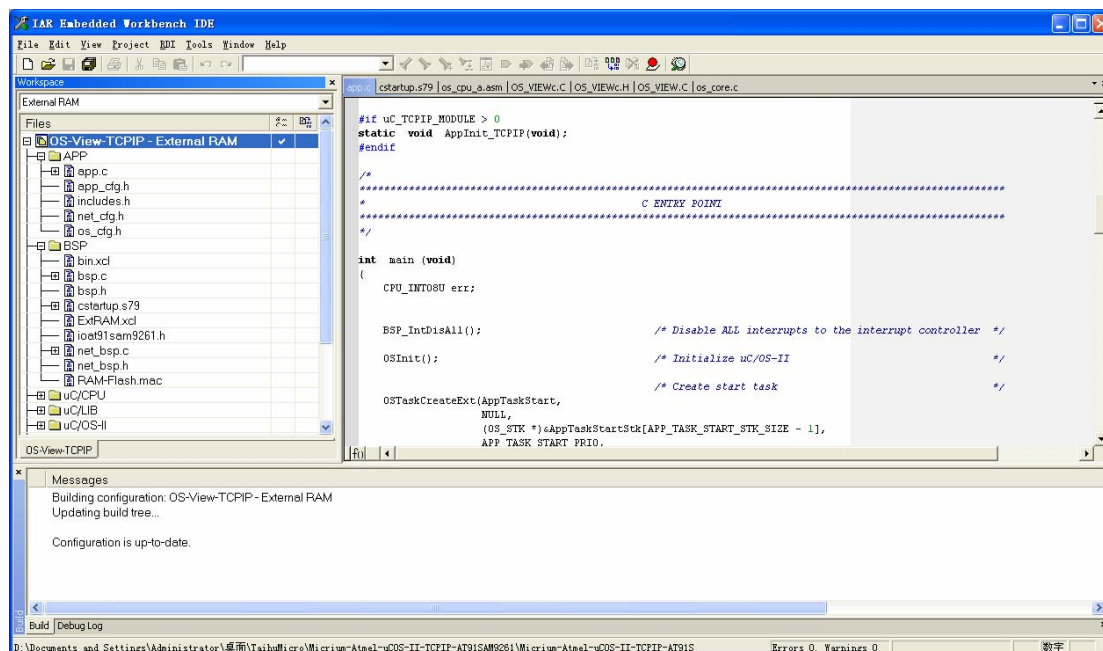 IAR Embedded Workbench IDE
File Edit View Project RDI Tools Window Help
Workspace
External RAM
Files
OS-View-TCPIP - External RAM
APP
app.c
app_cfg.h
includes.h
net_cfg.h
os_cfg.h
BSP
bin.xcl
bsp.c
bsp.h
cstartup.s79
ExtRAM.xcl
ioat91sam9261.h
net_bsp.c
net_bsp.h
RAM-Flash.mac
uC/CPU
uC/LIB
uC/OS-II
OS-View-TCPIP
app.c cstartup.s79 os_cpu_a.asm OS_VIEWc.C OS_VIEWc.H OS_VIEW.C os_core.c
#if uC_TCPIP_MODULE > 0
static void AppInit_TCPIP(void);
#endif
/*
*********************************************************************************************************
* C ENTRY POINT
*********************************************************************************************************
*/
int main (void)
{
CPU_INT08U err;
BSP_IntDisAll(); /* Disable ALL interrupts to the interrupt controller */
OSInit(); /* Initialize uC/OS-II */
/* Create start task */
OSTaskCreateExt(AppTaskStart,
NULL,
(OS_STK *)&AppTaskStartStk[APP_TASK_START_STK_SIZE - 1],
APP_TASK_START_PRIO,
f()
Messages
Building configuration: OS-View-TCPIP - External RAM
Updating build tree...
Configuration is up-to-date.
Build
Build Debug Log
D:\Documents and Settings\Administrator\桌面\TaihuMicro\Micrium-Atmel-uCOS-II-TCPIP-AT91SAM9261\Micrium-Atmel-uCOS-II-TCPIP-AT91S Errors 0, Warnings 0 数字